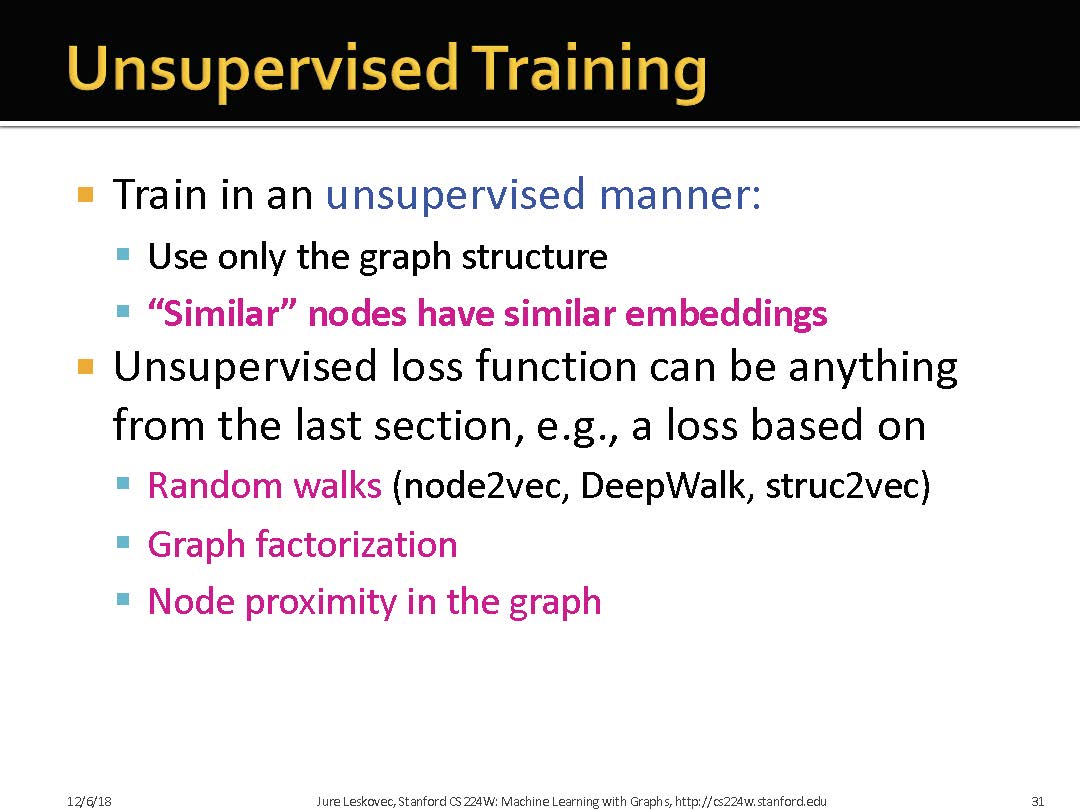 Unsupervised Training
Train in an unsupervised manner:
Use only the graph structure
“Similar” nodes have similar embeddings
Unsupervised loss function can be anything
from the last section, e.g., a loss based on
Random walks (node2vec, DeepWalk, struc2vec)
Graph factorization
Node proximity in the graph
12/6/18
Jure Leskovec, Stanford CS224W: Machine Learning with Graphs, http://cs224w.stanford.edu
31